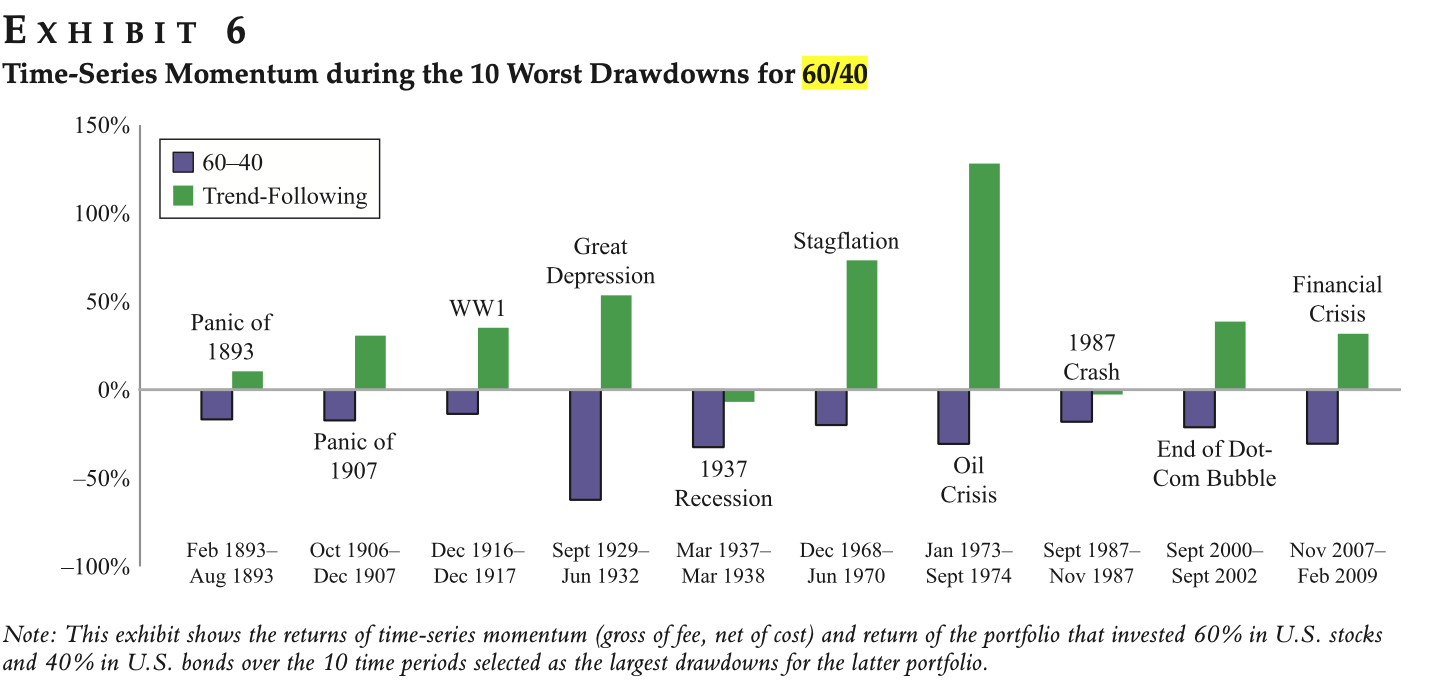 EXHIBIT 6
Time-Series Momentum during the 10 Worst Drawdowns for 60/40
150%
100%
50%
0%
–50%
–100%
60–40
Trend-Following
Panic of
1893
Panic of
1907
WW1
Great
Depression
1937
Recession
Stagflation
Oil
Crisis
1987
Crash
End of Dot-
Com Bubble
Financial
Crisis
Feb 1893–
Aug 1893
Oct 1906–
Dec 1907
Dec 1916–
Dec 1917
Sept 1929–
Jun 1932
Mar 1937–
Mar 1938
Dec 1968–
Jun 1970
Jan 1973–
Sept 1974
Sept 1987–
Nov 1987
Sept 2000–
Sept 2002
Nov 2007–
Feb 2009
Note: This exhibit shows the returns of time-series momentum (gross of fee, net of cost) and return of the portfolio that invested 60% in U.S. stocks
and 40% in U.S. bonds over the 10 time periods selected as the largest drawdowns for the latter portfolio.